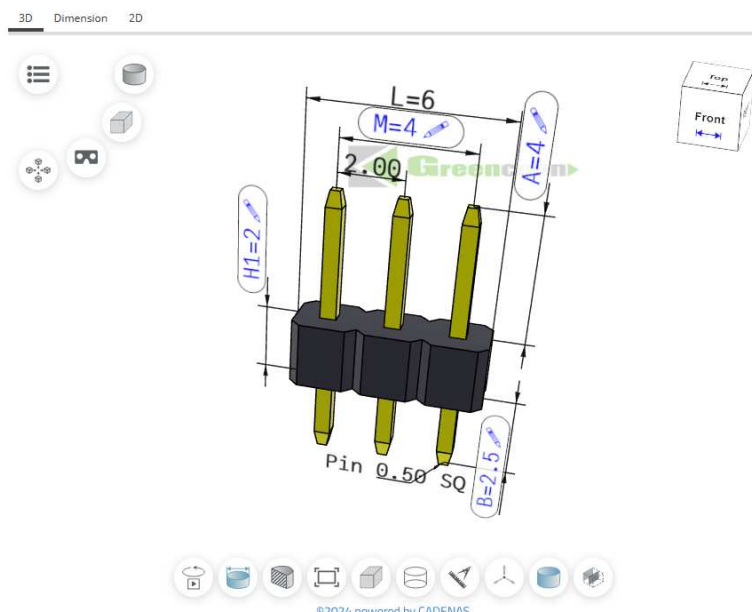 3D Dimension 2D
L=6
M=4
2.00
A=4
H1=2
Top
Front
Pin 0.50 SQ
B=2.5
©2024 powered by CADENAS